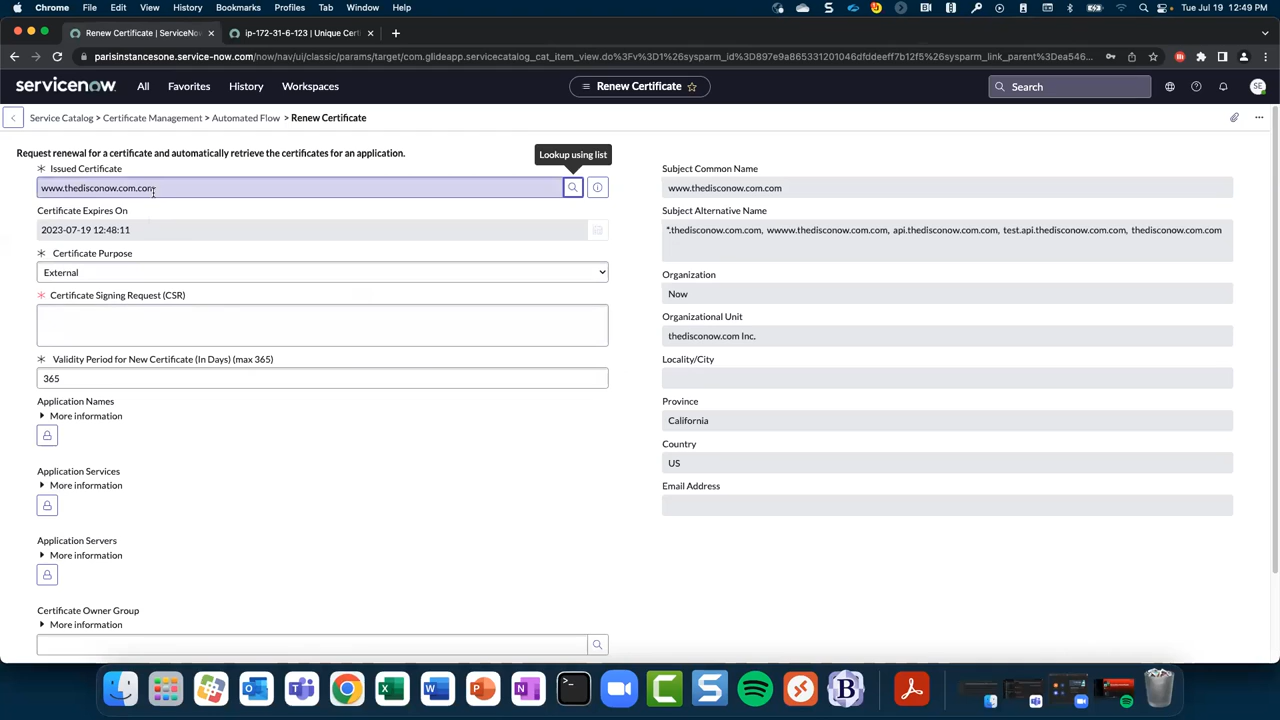 Chrome File Edit View History Bookmarks Profiles Tab Window Help Tue Jul 19 12:49 PM
Renew Certificate | ServiceNow
ip-172-31-6-123 | Unique Certi
parisinstancesone.service-now.com/now/nav/ui/classic/params/target/com.glideapp.servicecatalog_cat_item_view.do%3Fv%3D1%26sysparm_id%3D897e9a8653312010​46dfddeeff7b12e6%26sysparm_link_parent%3Dea546...
servicenow All Favorites History Workspaces
Renew Certificate
Search
SE
Service Catalog > Certificate Management > Automated Flow > Renew Certificate
Request renewal for a certificate and automatically retrieve the certificates for an application.
Lookup using list
Issued Certificate
www.thedisconow.com.com
Certificate Expires On
2023-07-19 12:48:11
Certificate Purpose
External
Certificate Signing Request (CSR)
Validity Period for New Certificate (In Days) (max 365)
365
Application Names
More information
Application Services
More information
Application Servers
More information
Certificate Owner Group
More information
Subject Common Name
www.thedisconow.com.com
Subject Alternative Name
*.thedisconow.com.com, wwww.thedisconow.com.com, api.thedisconow.com.com, test.api.thedisconow.com.com, thedisconow.com.com
Organization
Now
Organizational Unit
thedisconow.com Inc.
Locality/City
Province
California
Country
US
Email Address